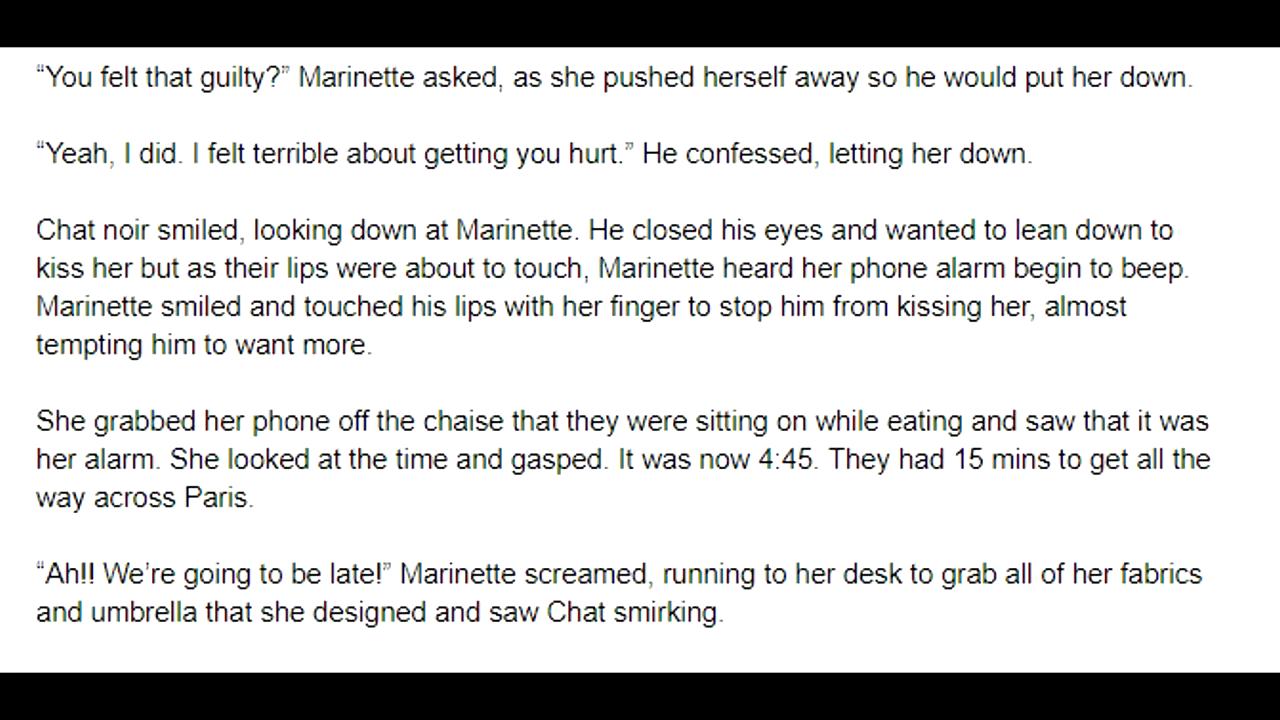 “You felt that guilty?” Marinette asked, as she pushed herself away so he would put her down.
“Yeah, I did. I felt terrible about getting you hurt.” He confessed, letting her down.
Chat noir smiled, looking down at Marinette. He closed his eyes and wanted to lean down to
kiss her but as their lips were about to touch, Marinette heard her phone alarm begin to beep.
Marinette smiled and touched his lips with her finger to stop him from kissing her, almost
tempting him to want more.
She grabbed her phone off the chaise that they were sitting on while eating and saw that it was
her alarm. She looked at the time and gasped. It was now 4:45. They had 15 mins to get all the
way across Paris.
“Ah!! We’re going to be late!” Marinette screamed, running to her desk to grab all of her fabrics
and umbrella that she designed and saw Chat smirking.